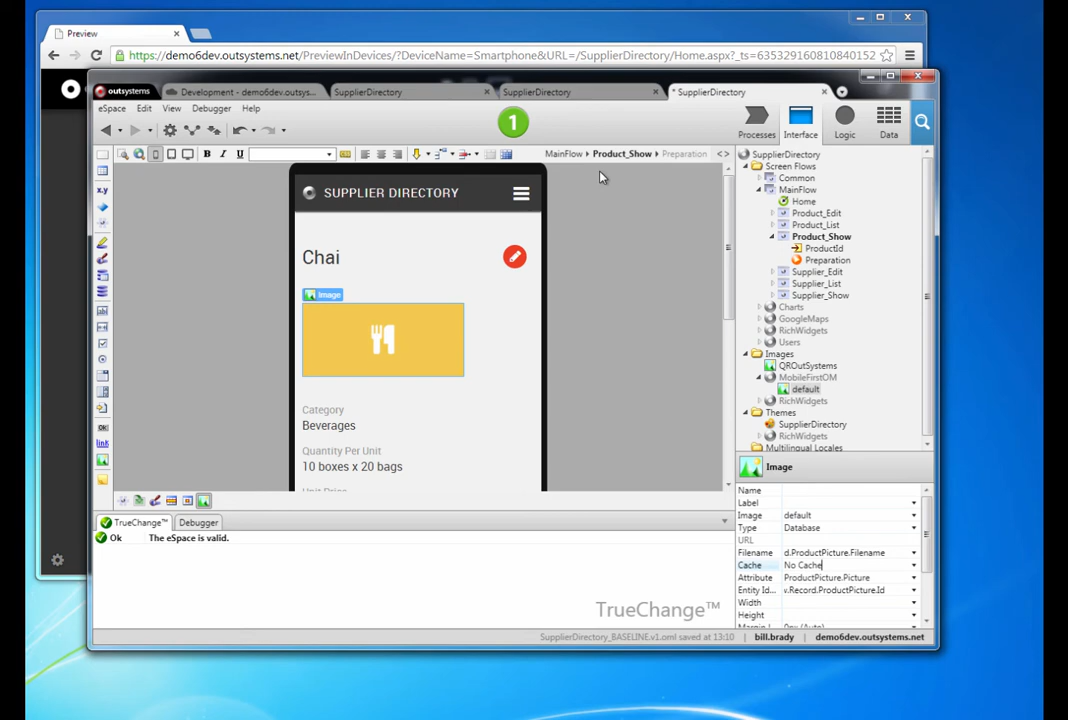 Preview
https://demo6dev.outsystems.net/PreviewInDevices/?DeviceName=Smartphone&URL=/SupplierDirectory/Home.aspx?_ts=635329160810840152
outsystems
Development - demo6dev.outsys...
SupplierDirectory
SupplierDirectory
* SupplierDirectory
eSpace Edit View Debugger Help
1
Processes Interface Logic Data
B I U
MainFlow Product_Show Preparation <>
SUPPLIER DIRECTORY
Chai
Image
Category
Beverages
Quantity Per Unit
10 boxes x 20 bags
Unit Price
x.y
Ok
link
SupplierDirectory
Screen Flows
Common
MainFlow
Home
Product_Edit
Product_List
Product_Show
ProductId
Preparation
Supplier_Edit
Supplier_List
Supplier_Show
Charts
GoogleMaps
RichWidgets
Users
Images
QROutSystems
MobileFirstOM
default
RichWidgets
Themes
SupplierDirectory
RichWidgets
Multilingual Locales
Image
Name
Label
Image default
Type Database
URL
Filename d.ProductPicture.Filename
Cache No Cache
Attribute ProductPicture.Picture
Entity Id... v.Record.ProductPicture.Id
Width
Height
TrueChange™ Debugger
Ok The eSpace is valid.
TrueChange™
SupplierDirectory_BASELINE.v1.oml saved at 13:10 bill.brady demo6dev.outsystems.net